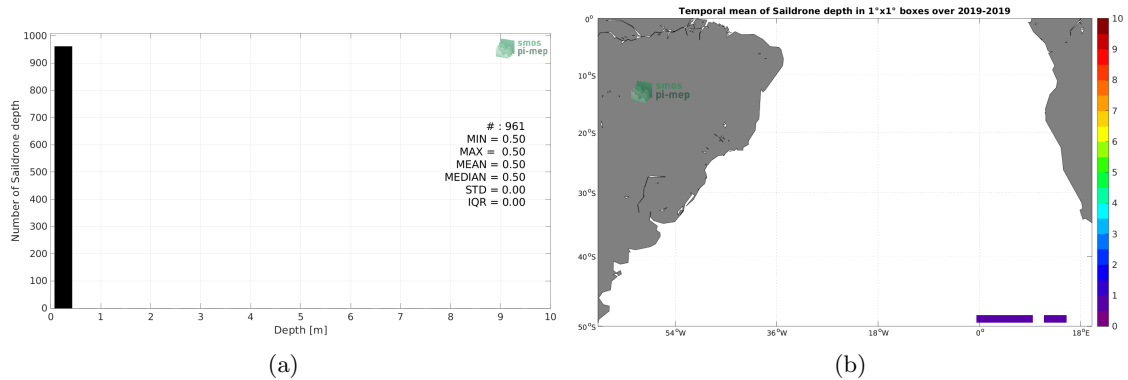 Temporal mean of Saildrone depth in 1°x1° boxes over 2019-2019
1000
900
800
700
600
500
400
300
200
100
0
Number of Saildrone depth
smos
pi-mep
# : 961
MIN = 0.50
MAX = 0.50
MEAN = 0.50
MEDIAN = 0.50
STD = 0.00
IQR = 0.00
0 1 2 3 4 5 6 7 8 9 10
Depth [m]
0°
10°S
20°S
30°S
40°S
50°S
smos
pi-mep
54°W 36°W 18°W 0° 18°E
10
9
8
7
6
5
4
3
2
1
0
(a) (b)